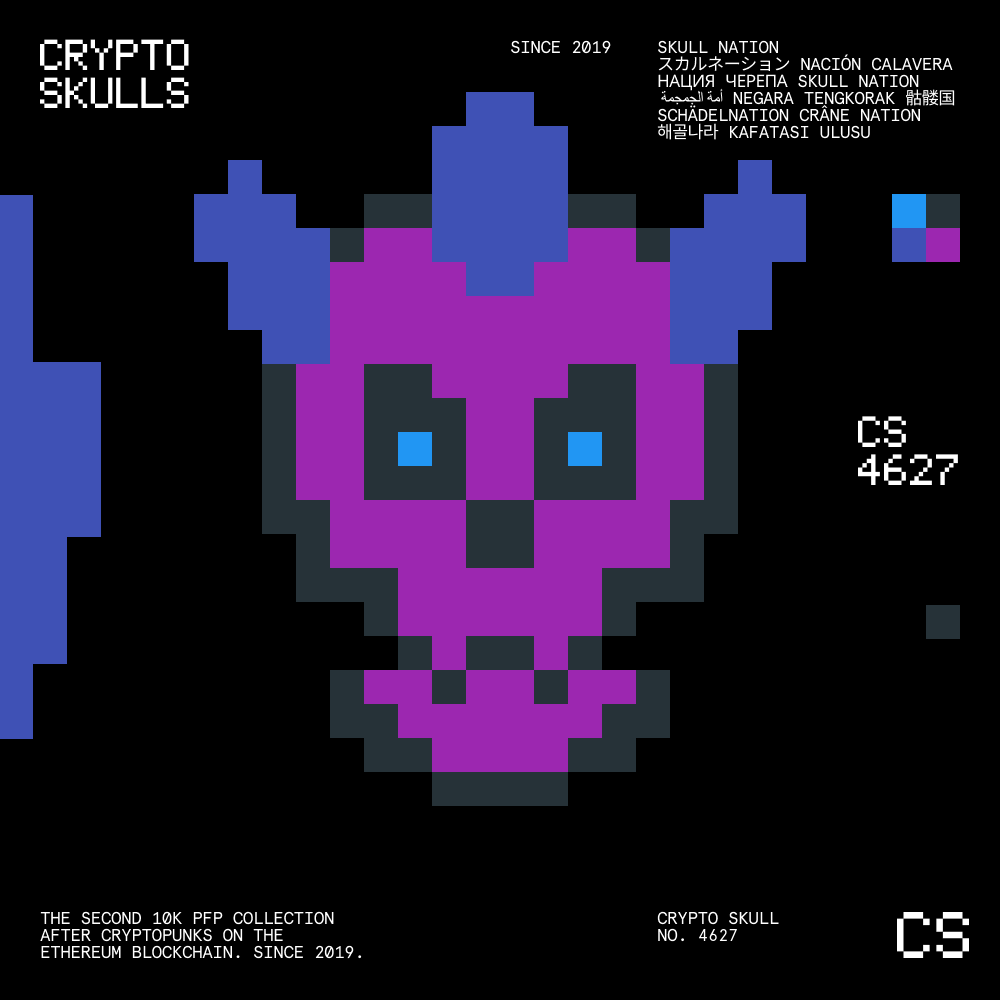 CRYPTO
SKULLS
SINCE 2019
SKULL NATION
スカルネーション NACIÓN CALAVERA
НАЦИЯ ЧЕРЕПА SKULL NATION
أمة الجمجمة NEGARA TENGKORAK 骷髅国
SCHÄDELNATION CRÂNE NATION
해골나라 KAFATASI ULUSU
CS
4627
THE SECOND 10K PFP COLLECTION
AFTER CRYPTOPUNKS ON THE
ETHEREUM BLOCKCHAIN. SINCE 2019.
CRYPTO SKULL
NO. 4627
CS